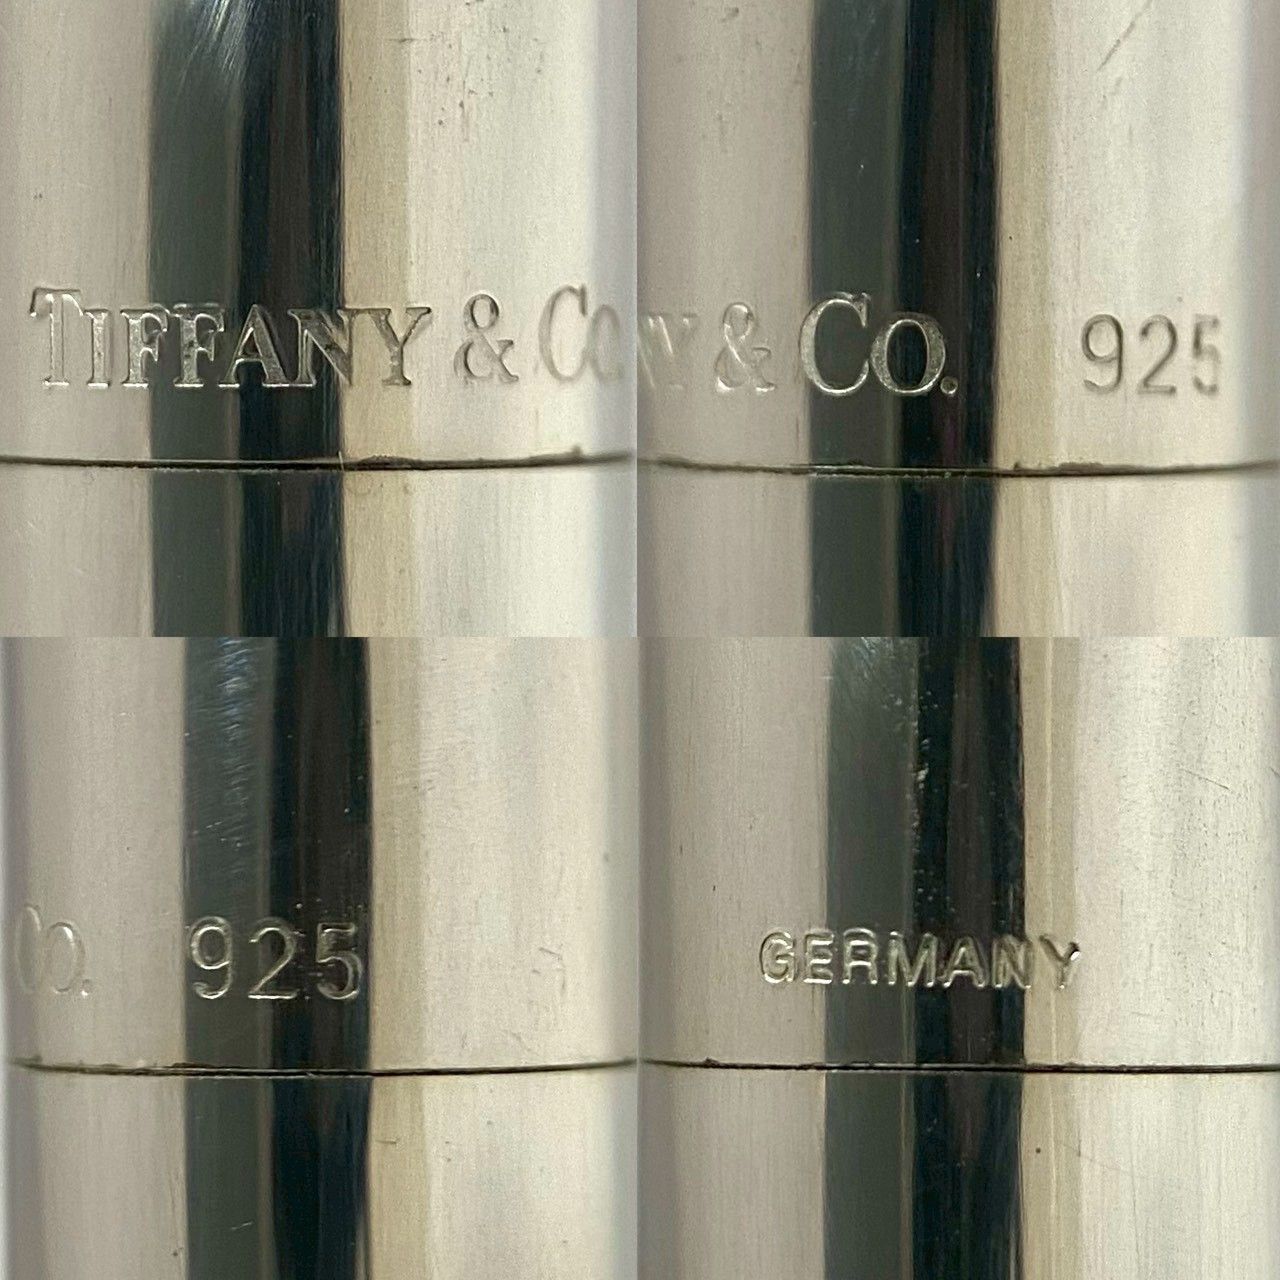 TIFFANY & Co
Y & Co. 925
Co. 925
GERMANY